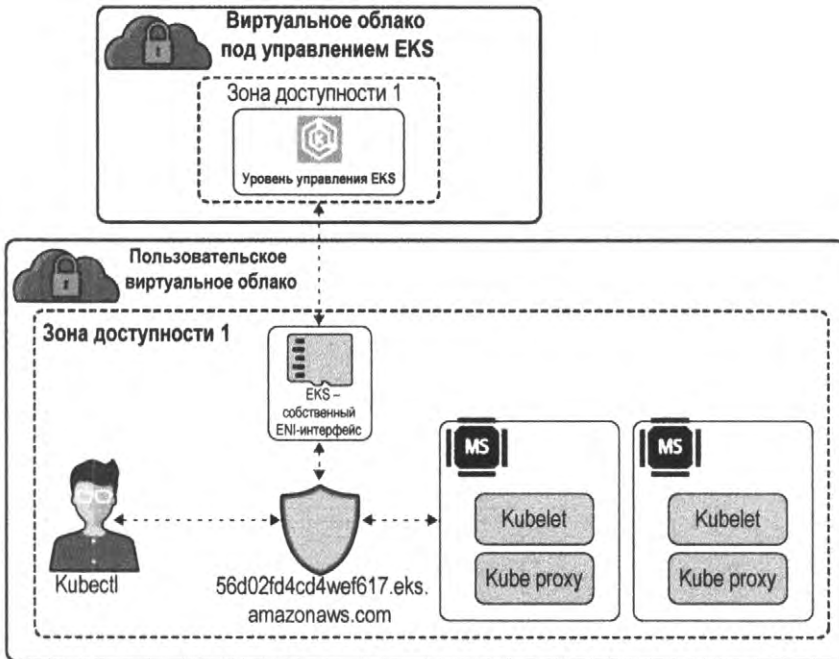 Виртуальное облако
под управлением EKS
Зона доступности 1
Уровень управления EKS
Пользовательское
виртуальное облако
Зона доступности 1
EKS –
собственный
ENI-интерфейс
MS
MS
Kubelet
Kubelet
Kube proxy
Kube proxy
Kubectl
56d02fd4cd4wef617.eks.
amazonaws.com